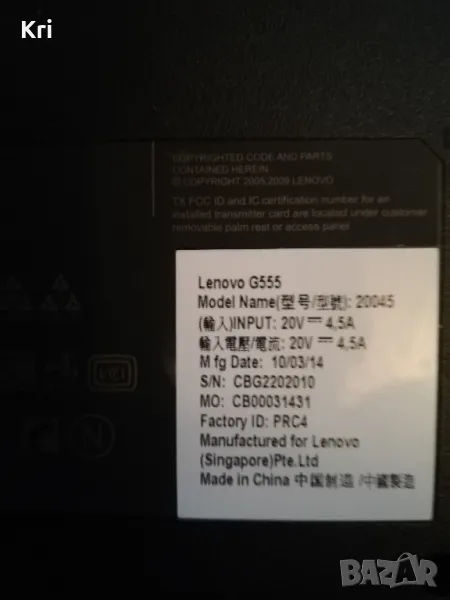 Kri
COPYRIGHTED CODE AND PARTS
CONTAINED HEREIN
© COPYRIGHT 2005,2009 LENOVO
TX FCC ID and IC certification number for an
installed transmitter card are located under customer
removable palm rest or access panel
Lenovo G555
Model Name(型号/型號): 20045
(輸入)INPUT: 20V⎓4,5A
輸入電壓/電流: 20V⎓4,5A
Mfg Date: 10/03/14
S/N: CBG2202010
MO: CB00031431
Factory ID: PRC4
Manufactured for Lenovo
(Singapore)Pte.Ltd
Made in China 中国制造 /中國製造
BAZAR